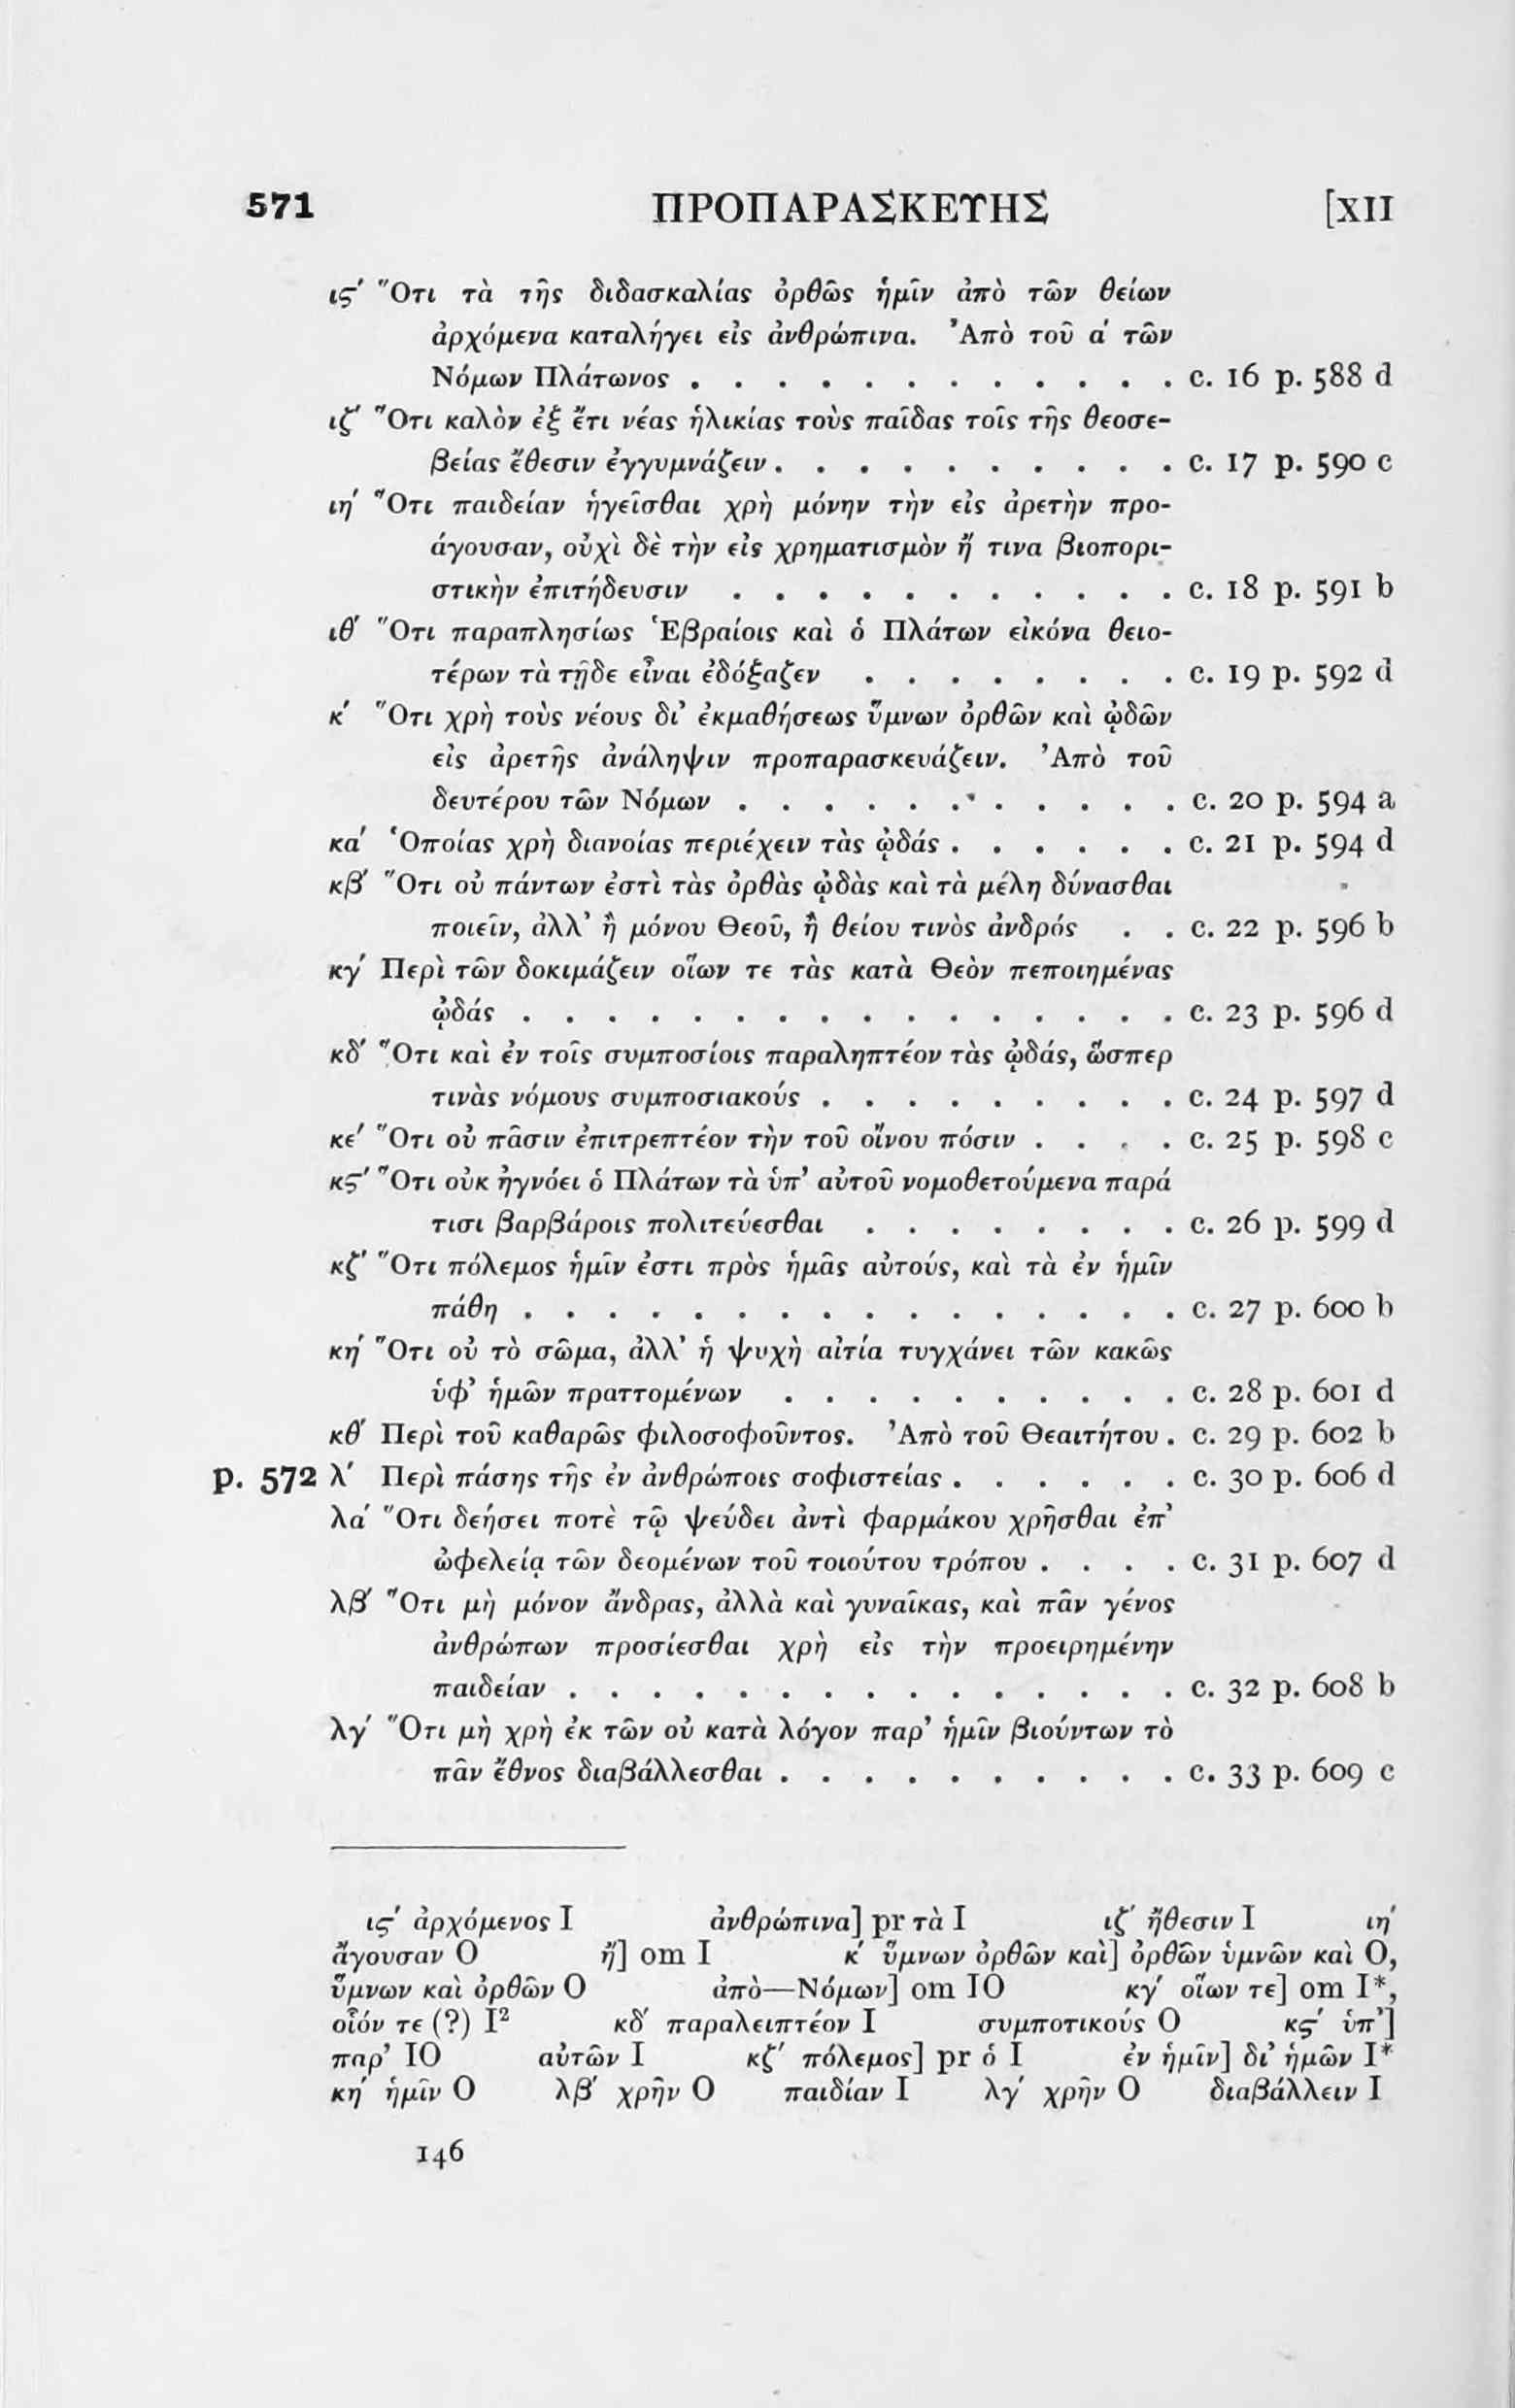 571 ΠΡΟΠΑΡΑΣΚΕΥΗΣ [XII
ιϛ′ Ὅτι τὰ τῆς διδασκαλίας ὀρθῶς ἡμῖν ἀπὸ τῶν θείων
ἀρχόμενα καταλήγει εἰς ἀνθρώπινα. Ἀπὸ τοῦ α′ τῶν
Νόμων Πλάτωνος . . . . . . . . . . . . c. 16 p. 588 d
ιζ′ Ὅτι καλὸν ἐξ ἔτι νέας ἡλικίας τοὺς παῖδας τοῖς τῆς θεοσε-
βείας ἔθεσιν ἐγγυμνάζειν . . . . . . . . . . c. 17 p. 590 c
ιη′ Ὅτι παιδείαν ἡγεῖσθαι χρὴ μόνην τὴν εἰς ἀρετὴν προ-
άγουσαν, οὐχὶ δὲ τὴν εἰς χρηματισμὸν ἤ τινα βιοπορι-
στικὴν ἐπιτήδευσιν . . . . . . . . . . . c. 18 p. 591 b
ιθ′ Ὅτι παραπλησίως Ἑβραίοις καὶ ὁ Πλάτων εἰκόνα θειο-
τέρων τὰ τῇδε εἶναι ἐδόξαζεν . . . . . . . . c. 19 p. 592 d
κ′ Ὅτι χρὴ τοὺς νέους δι’ ἐκμαθήσεως ὕμνων ὀρθῶν καὶ ᾠδῶν
εἰς ἀρετῆς ἀνάληψιν προπαρασκευάζειν. Ἀπὸ τοῦ
δευτέρου τῶν Νόμων . . . . . . . . . . . c. 20 p. 594 a
κα′ Ὁποίας χρὴ διανοίας περιέχειν τὰς ᾠδάς . . . . . . c. 21 p. 594 d
κβ′ Ὅτι οὐ πάντων ἐστὶ τὰς ὀρθὰς ᾠδὰς καὶ τὰ μέλη δύνασθαι
ποιεῖν, ἀλλ’ ἢ μόνου Θεοῦ, ἢ θείου τινὸς ἀνδρός . . c. 22 p. 596 b
κγ′ Περὶ τῶν δοκιμάζειν οἵων τε τὰς κατὰ Θεὸν πεποιημένας
ᾠδάς . . . . . . . . . . . . . . . . c. 23 p. 596 d
κδ′ Ὅτι καὶ ἐν τοῖς συμποσίοις παραληπτέον τὰς ᾠδάς, ὥσπερ
τινὰς νόμους συμποσιακούς . . . . . . . . . c. 24 p. 597 d
κε′ Ὅτι οὐ πᾶσιν ἐπιτρεπτέον τὴν τοῦ οἴνου πόσιν . . . . c. 25 p. 598 c
κϛ′ Ὅτι οὐκ ἠγνόει ὁ Πλάτων τὰ ὑπ’ αὐτοῦ νομοθετούμενα παρά
τισι βαρβάροις πολιτεύεσθαι . . . . . . . . c. 26 p. 599 d
κζ′ Ὅτι πόλεμος ἡμῖν ἐστι πρὸς ἡμᾶς αὐτούς, καὶ τὰ ἐν ἡμῖν
πάθη . . . . . . . . . . . . . . . . c. 27 p. 600 b
κη′ Ὅτι οὐ τὸ σῶμα, ἀλλ’ ἡ ψυχὴ αἰτία τυγχάνει τῶν κακῶς
ὑφ’ ἡμῶν πραττομένων . . . . . . . . . . c. 28 p. 601 d
κθ′ Περὶ τοῦ καθαρῶς φιλοσοφοῦντος. Ἀπὸ τοῦ Θεαιτήτου . c. 29 p. 602 b
p. 572 λ′ Περὶ πάσης τῆς ἐν ἀνθρώποις σοφιστείας . . . . . . c. 30 p. 606 d
λα′ Ὅτι δεήσει ποτὲ τῷ ψεύδει ἀντὶ φαρμάκου χρῆσθαι ἐπ’
ὠφελείᾳ τῶν δεομένων τοῦ τοιούτου τρόπου . . . . c. 31 p. 607 d
λβ′ Ὅτι μὴ μόνον ἄνδρας, ἀλλὰ καὶ γυναῖκας, καὶ πᾶν γένος
ἀνθρώπων προσίεσθαι χρὴ εἰς τὴν προειρημένην
παιδείαν . . . . . . . . . . . . . . . c. 32 p. 608 b
λγ′ Ὅτι μὴ χρὴ ἐκ τῶν οὐ κατὰ λόγον παρ’ ἡμῖν βιούντων τὸ
πᾶν ἔθνος διαβάλλεσθαι . . . . . . . . . . c. 33 p. 609 c
ιϛ′ ἀρχόμενος I ἀνθρώπινα] pr τὰ I ιζ′ ἤθεσιν I ιη′
ἄγουσαν O ἤ] om I κ′ ὕμνων ὀρθῶν καὶ] ὀρθῶν ὑμνῶν καὶ O,
ὕμνων καὶ ὀρθῶν O ἀπὸ—Νόμων] om IO κγ′ οἵων τε] om I*,
οἷόν τε (?) I² κδ′ παραλειπτέον I συμποτικούς O κϛ′ ὑπ’]
παρ’ IO αὐτῶν I κζ′ πόλεμος] pr ὁ I ἐν ἡμῖν] δι’ ἡμῶν I*
κη′ ἡμῖν O λβ′ χρῆν O παιδίαν I λγ′ χρῆν O διαβάλλειν I
146